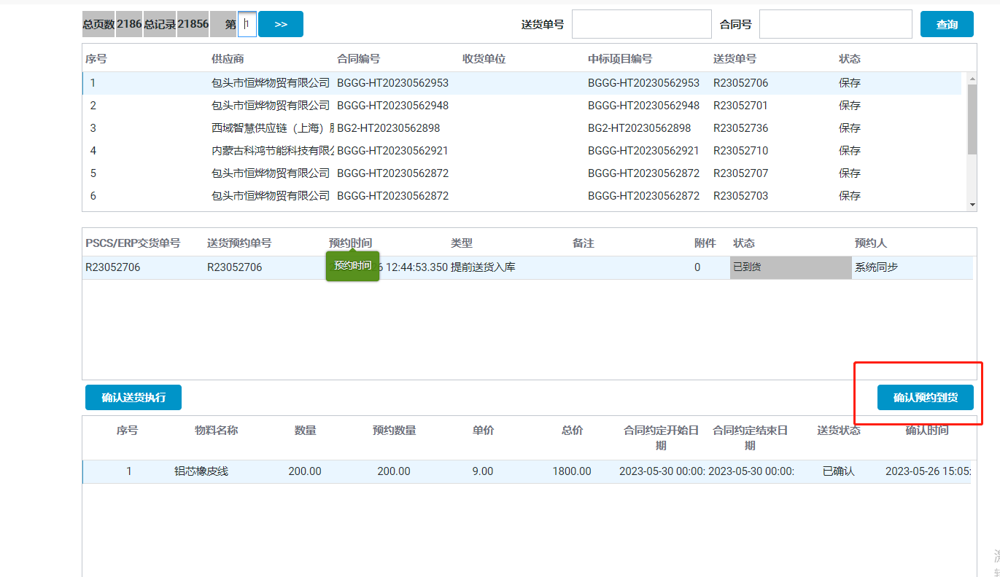 总页数 2186 总记录 21856 第 1 >> 送货单号 合同号 查询
序号 供应商 合同编号 收货单位 中标项目编号 送货单号 状态
1 包头市恒烨物贸有限公司 BGGG-HT20230562953 BGGG-HT20230562953 R23052706 保存
2 包头市恒烨物贸有限公司 BGGG-HT20230562948 BGGG-HT20230562948 R23052701 保存
3 西域智慧供应链（上海） BG2-HT20230562898 BG2-HT20230562898 R23052736 保存
4 内蒙古科鸿节能科技有限 BGGG-HT20230562921 BGGG-HT20230562921 R23052710 保存
5 包头市恒烨物贸有限公司 BGGG-HT20230562872 BGGG-HT20230562872 R23052707 保存
6 包头市恒烨物贸有限公司 BGGG-HT20230562872 BGGG-HT20230562872 R23052703 保存
PSCS/ERP交货单号 送货预约单号 预约时间 类型 备注 附件 状态 预约人
R23052706 R23052706 预约时间 6 12:44:53.350 提前送货入库 0 已到货 系统同步
确认送货执行 确认预约到货
序号 物料名称 数量 预约数量 单价 总价 合同约定开始日期 合同约定结束日期 送货状态 确认时间
1 铝芯橡皮线 200.00 200.00 9.00 1800.00 2023-05-30 00:00: 2023-05-30 00:00: 已确认 2023-05-26 15:05: